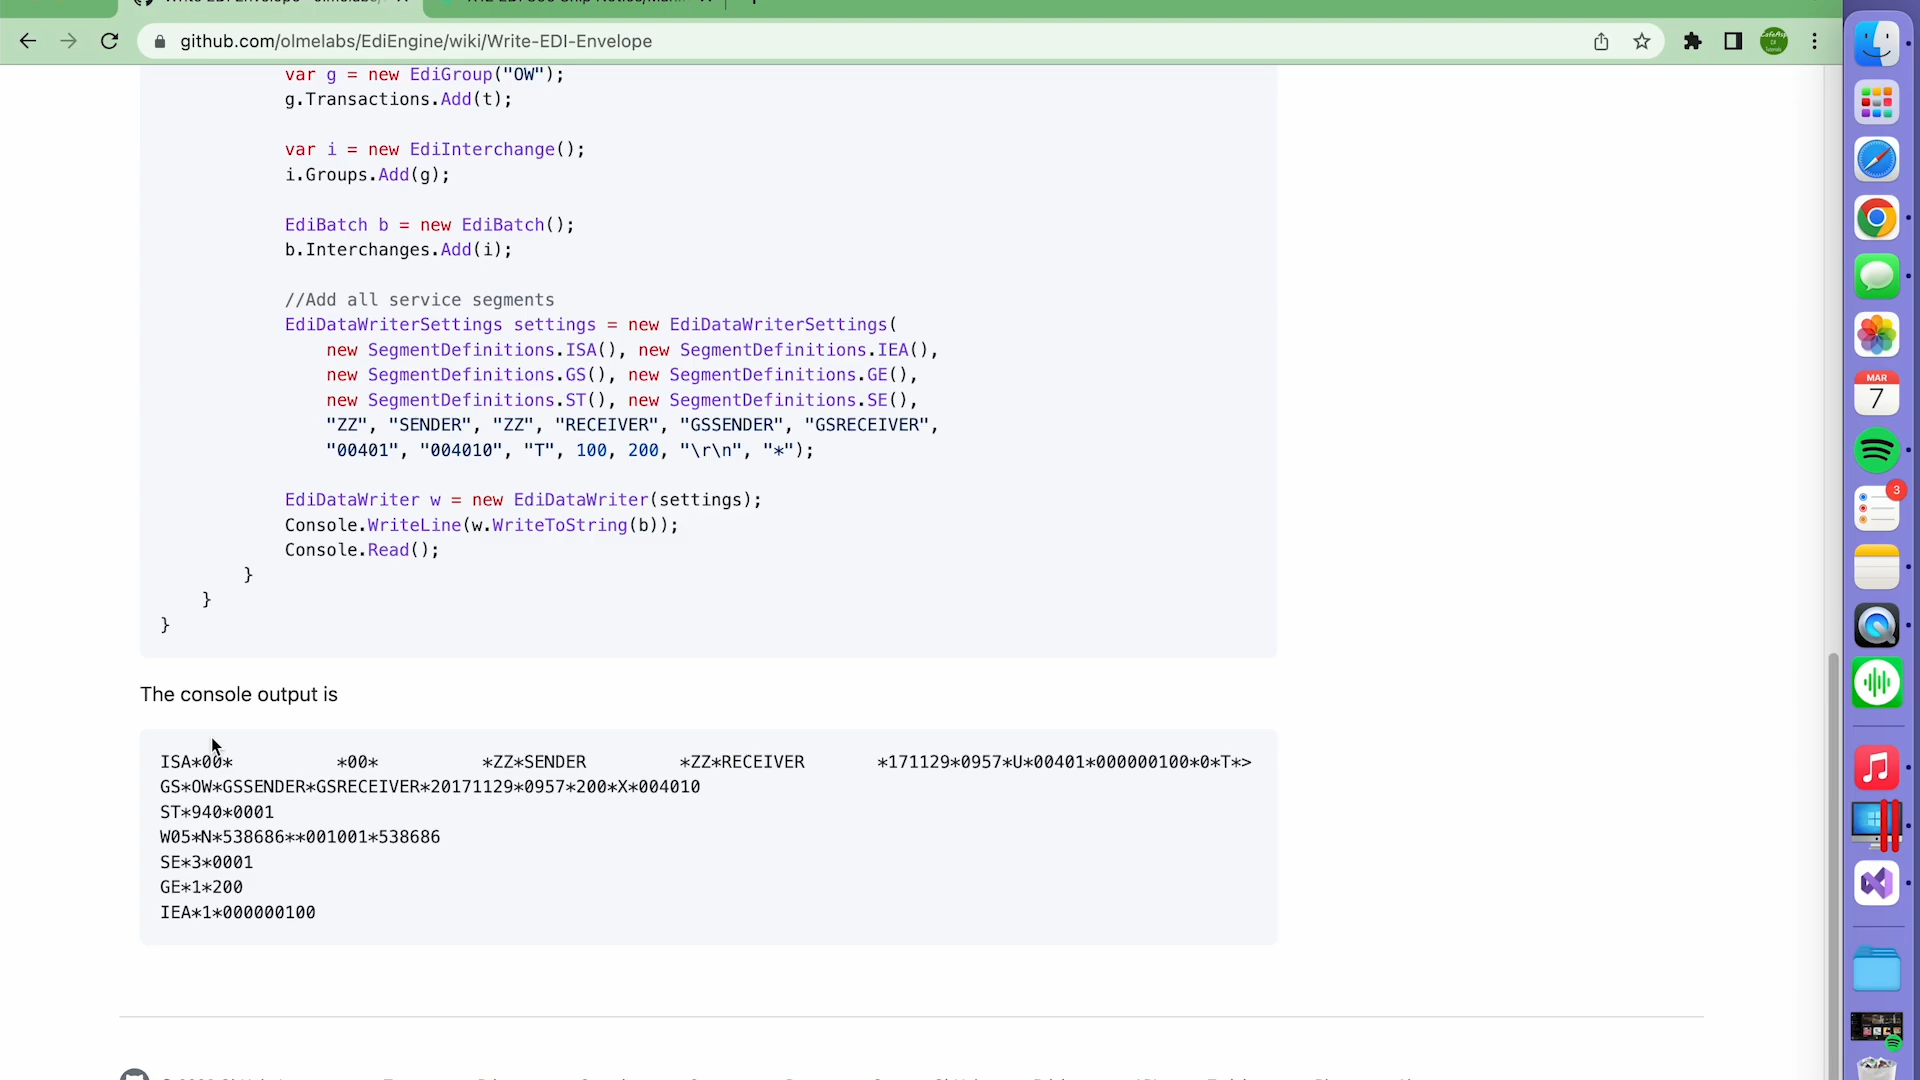 github.com/olmelabs/EdiEngine/wiki/Write-EDI-Envelope
var g = new EdiGroup("OW");
g.Transactions.Add(t);
var i = new EdiInterchange();
i.Groups.Add(g);
EdiBatch b = new EdiBatch();
b.Interchanges.Add(i);
//Add all service segments
EdiDataWriterSettings settings = new EdiDataWriterSettings(
new SegmentDefinitions.ISA(), new SegmentDefinitions.IEA(),
new SegmentDefinitions.GS(), new SegmentDefinitions.GE(),
new SegmentDefinitions.ST(), new SegmentDefinitions.SE(),
"ZZ", "SENDER", "ZZ", "RECEIVER", "GSSENDER", "GSRECEIVER",
"00401", "004010", "T", 100, 200, "\r\n", "*");
EdiDataWriter w = new EdiDataWriter(settings);
Console.WriteLine(w.WriteToString(b));
Console.Read();
}
}
}
The console output is
ISA*00*          *00*          *ZZ*SENDER         *ZZ*RECEIVER       *171129*0957*U*00401*000000100*0*T*>
GS*OW*GSSENDER*GSRECEIVER*20171129*0957*200*X*004010
ST*940*0001
W05*N*538686**001001*538686
SE*3*0001
GE*1*200
IEA*1*000000100
MAR
7
3